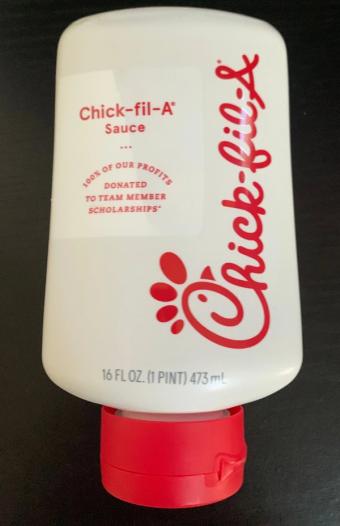 Chick-fil-A®
Sauce
...
100% OF OUR PROFITS
DONATED
TO TEAM MEMBER
SCHOLARSHIPS*
Chick-fil-A®
16 FL OZ. (1 PINT) 473 mL